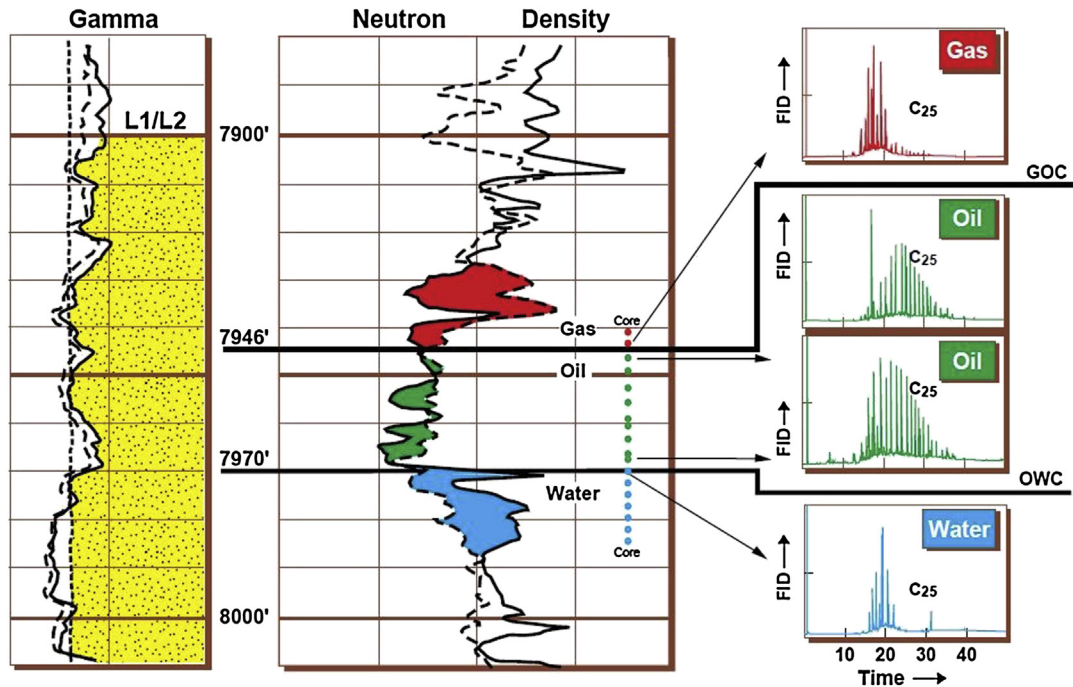 Gamma
Neutron
Density
L1/L2
7900'
7946'
7970'
8000'
Gas
Oil
Water
Core
Core
Gas
C25
FID
GOC
Oil
C25
FID
Oil
C25
FID
OWC
Water
C25
FID
10 20 30 40
Time